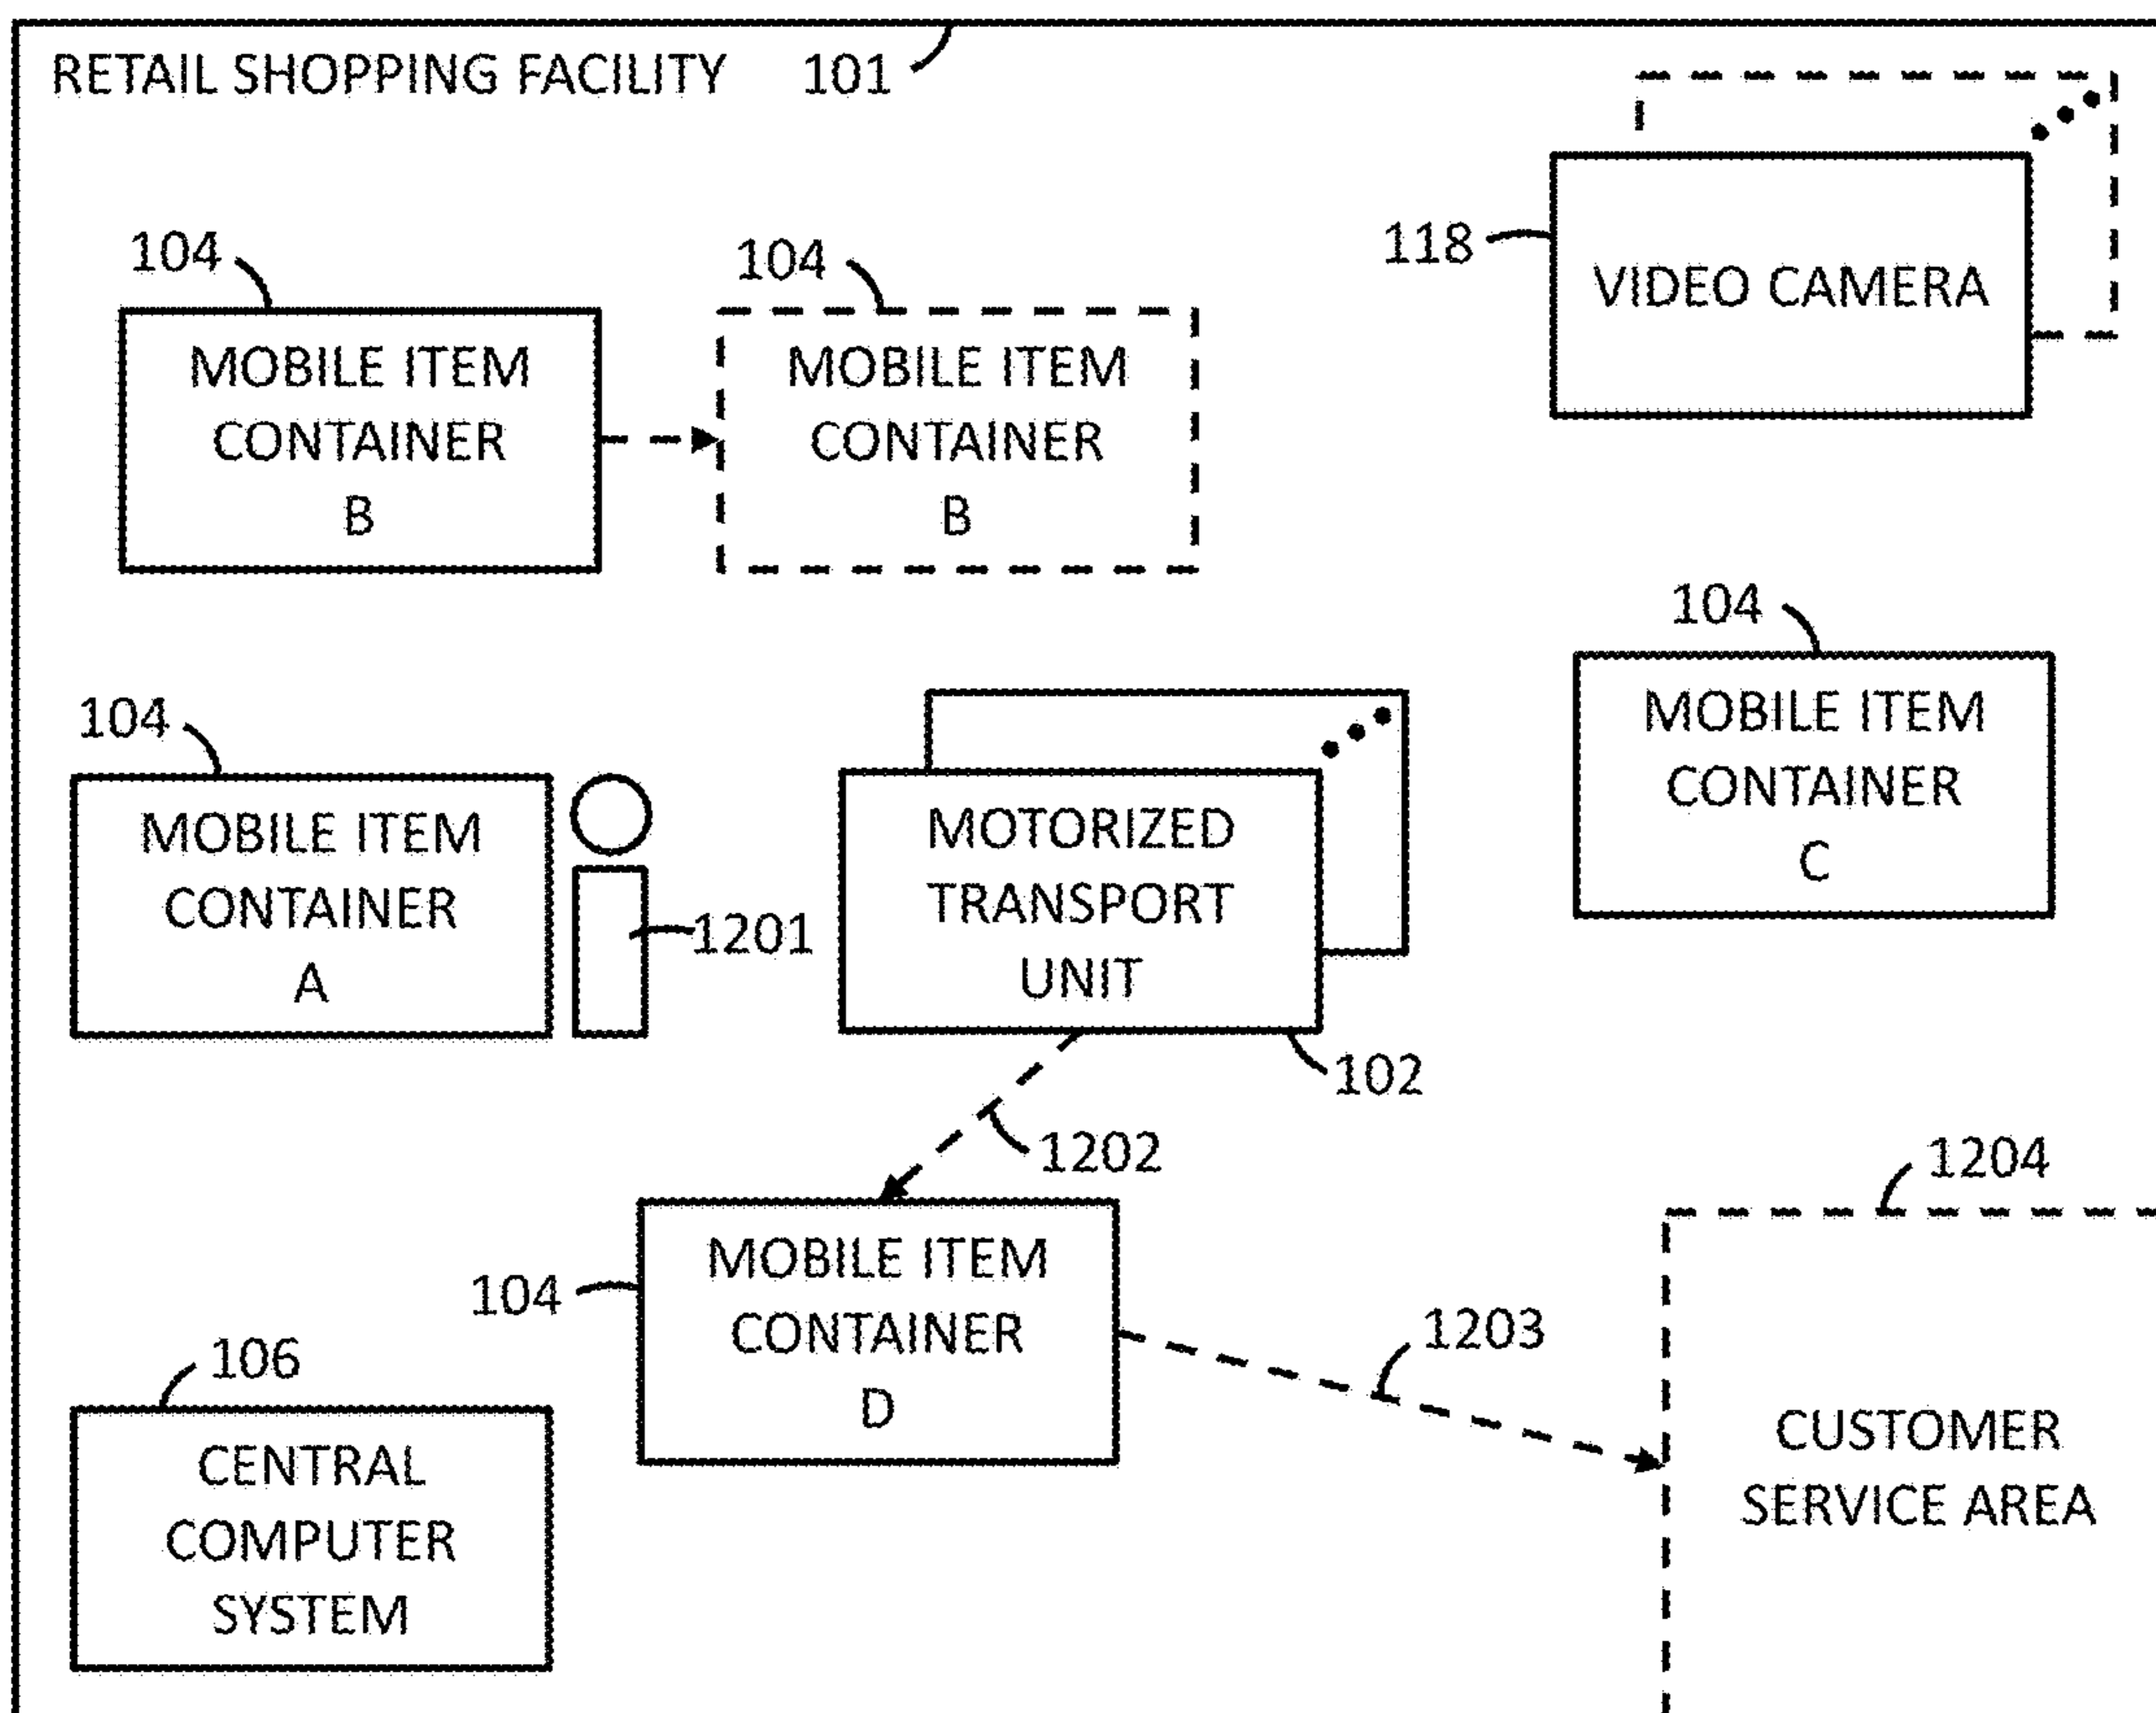 RETAIL SHOPPING FACILITY 101
104
MOBILE ITEM
CONTAINER
B
104
MOBILE ITEM
CONTAINER
B
118
VIDEO CAMERA
104
MOBILE ITEM
CONTAINER
A
1201
MOTORIZED
TRANSPORT
UNIT
102
104
MOBILE ITEM
CONTAINER
C
1202
104
MOBILE ITEM
CONTAINER
D
1203
1204
CUSTOMER
SERVICE AREA
106
CENTRAL
COMPUTER
SYSTEM